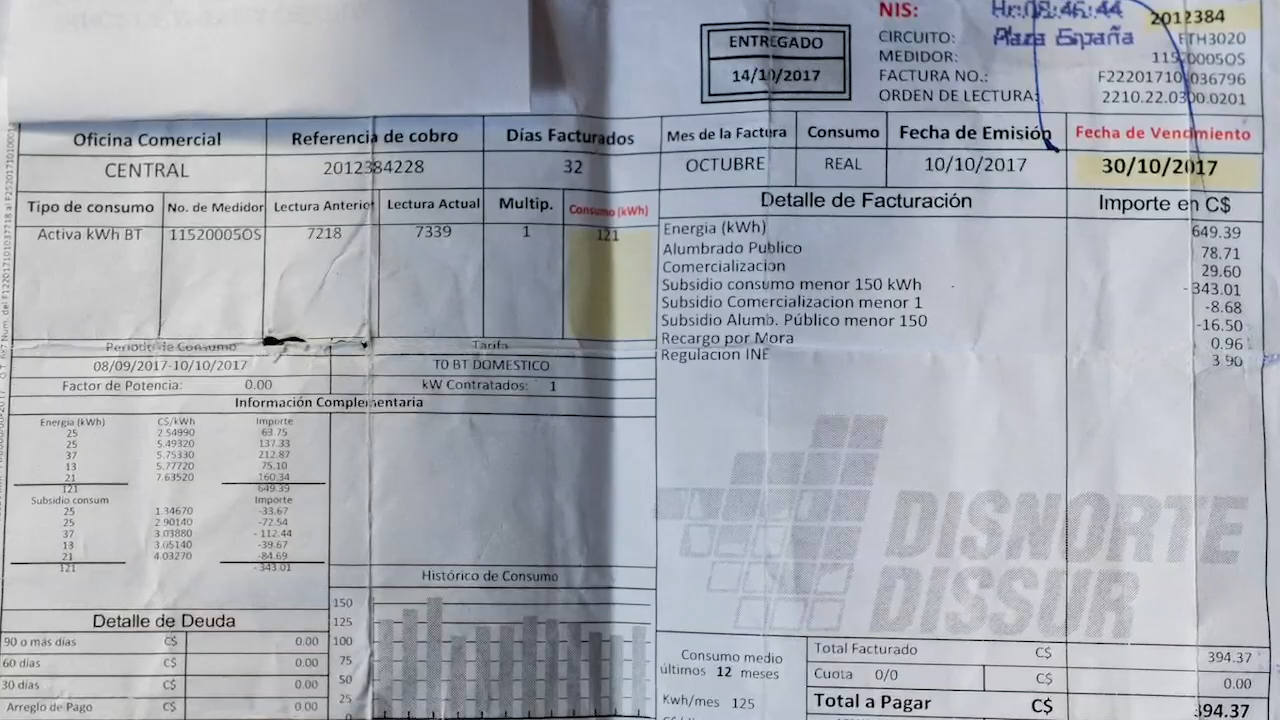 NIS: Hr:08:46:44 2012384
ENTREGADO
14/10/2017
CIRCUITO: Plaza España ETH3020
MEDIDOR: 11520005OS
FACTURA NO.: F22201710036796
ORDEN DE LECTURA: 2210.22.0300.0201
Oficina Comercial Referencia de cobro Días Facturados Mes de la Factura Consumo Fecha de Emisión Fecha de Vencimiento
CENTRAL 2012384228 32 OCTUBRE REAL 10/10/2017 30/10/2017
Tipo de consumo No. de Medidor Lectura Anterior Lectura Actual Multip. Consumo (kWh) Detalle de Facturación Importe en C$
Activa kWh BT 11520005OS 7218 7339 1 121
Energia (kWh) 649.39
Alumbrado Publico 78.71
Comercializacion 29.60
Subsidio consumo menor 150 kWh -343.01
Subsidio Comercializacion menor 1 -8.68
Subsidio Alumb. Público menor 150 -16.50
Recargo por Mora 0.96
Regulacion INE 3.90
Periodo de Consumo Tarifa
08/09/2017-10/10/2017 T0 BT DOMESTICO
Factor de Potencia: 0.00 kW Contratados: 1
Información Complementaria
Energia (kWh) C$/kWh Importe
25 2.54990 63.75
25 5.49320 137.33
37 5.75330 212.87
13 5.77720 75.10
21 7.63520 160.34
121 649.39
Subsidio consum Importe
25 1.34670 -33.67
25 2.90140 -72.54
37 3.03880 -112.44
13 3.05140 -39.67
21 4.03270 -84.69
121 -343.01
DISNORTE
DISSUR
Histórico de Consumo
150
125
100
75
50
25
0
Detalle de Deuda
90 o más días C$ 0.00
60 días C$ 0.00
30 días C$ 0.00
Arreglo de Pago C$ 0.00
Consumo medio
últimos 12 meses
Kwh/mes 125
Total Facturado C$ 394.37
Cuota 0/0 C$ 0.00
Total a Pagar C$ 394.37